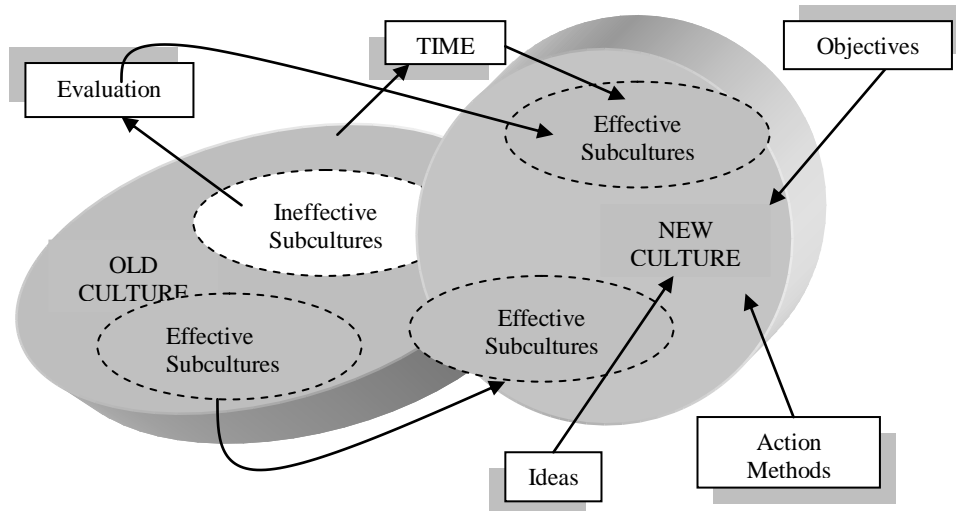 TIME
Objectives
Evaluation
Effective
Subcultures
Ineffective
Subcultures
NEW
CULTURE
OLD
CULTURE
Effective
Subcultures
Effective
Subcultures
Ideas
Action
Methods